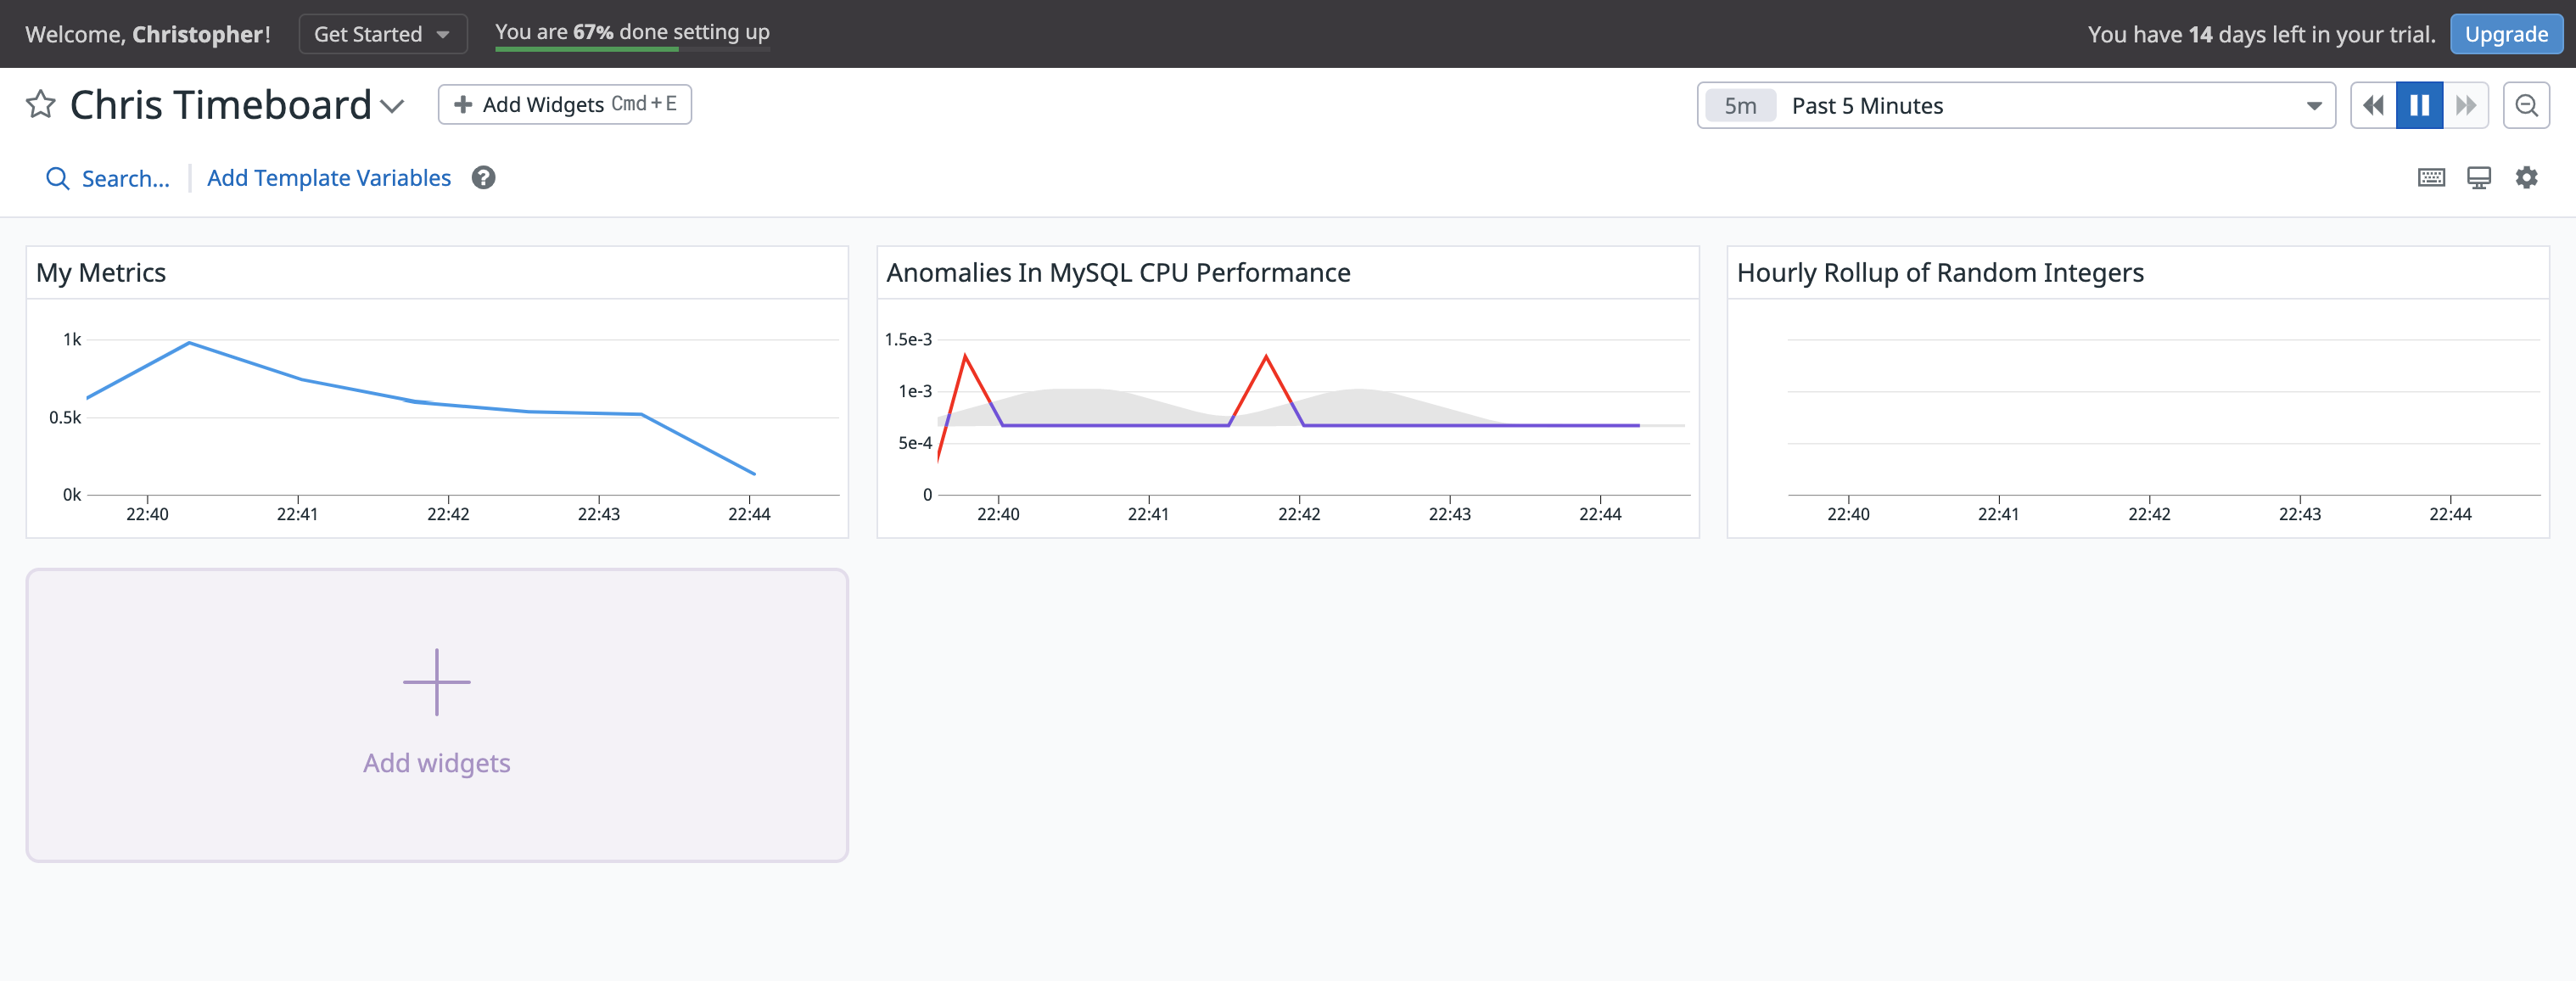 Welcome, Christopher!
Get Started
You are 67% done setting up
You have 14 days left in your trial.
Upgrade
Chris Timeboard
Add Widgets Cmd+E
5m Past 5 Minutes
Search...
Add Template Variables
?
My Metrics
1k
0.5k
0k
22:40 22:41 22:42 22:43 22:44
Anomalies In MySQL CPU Performance
1.5e-3
1e-3
5e-4
0
22:40 22:41 22:42 22:43 22:44
Hourly Rollup of Random Integers
22:40 22:41 22:42 22:43 22:44
Add widgets